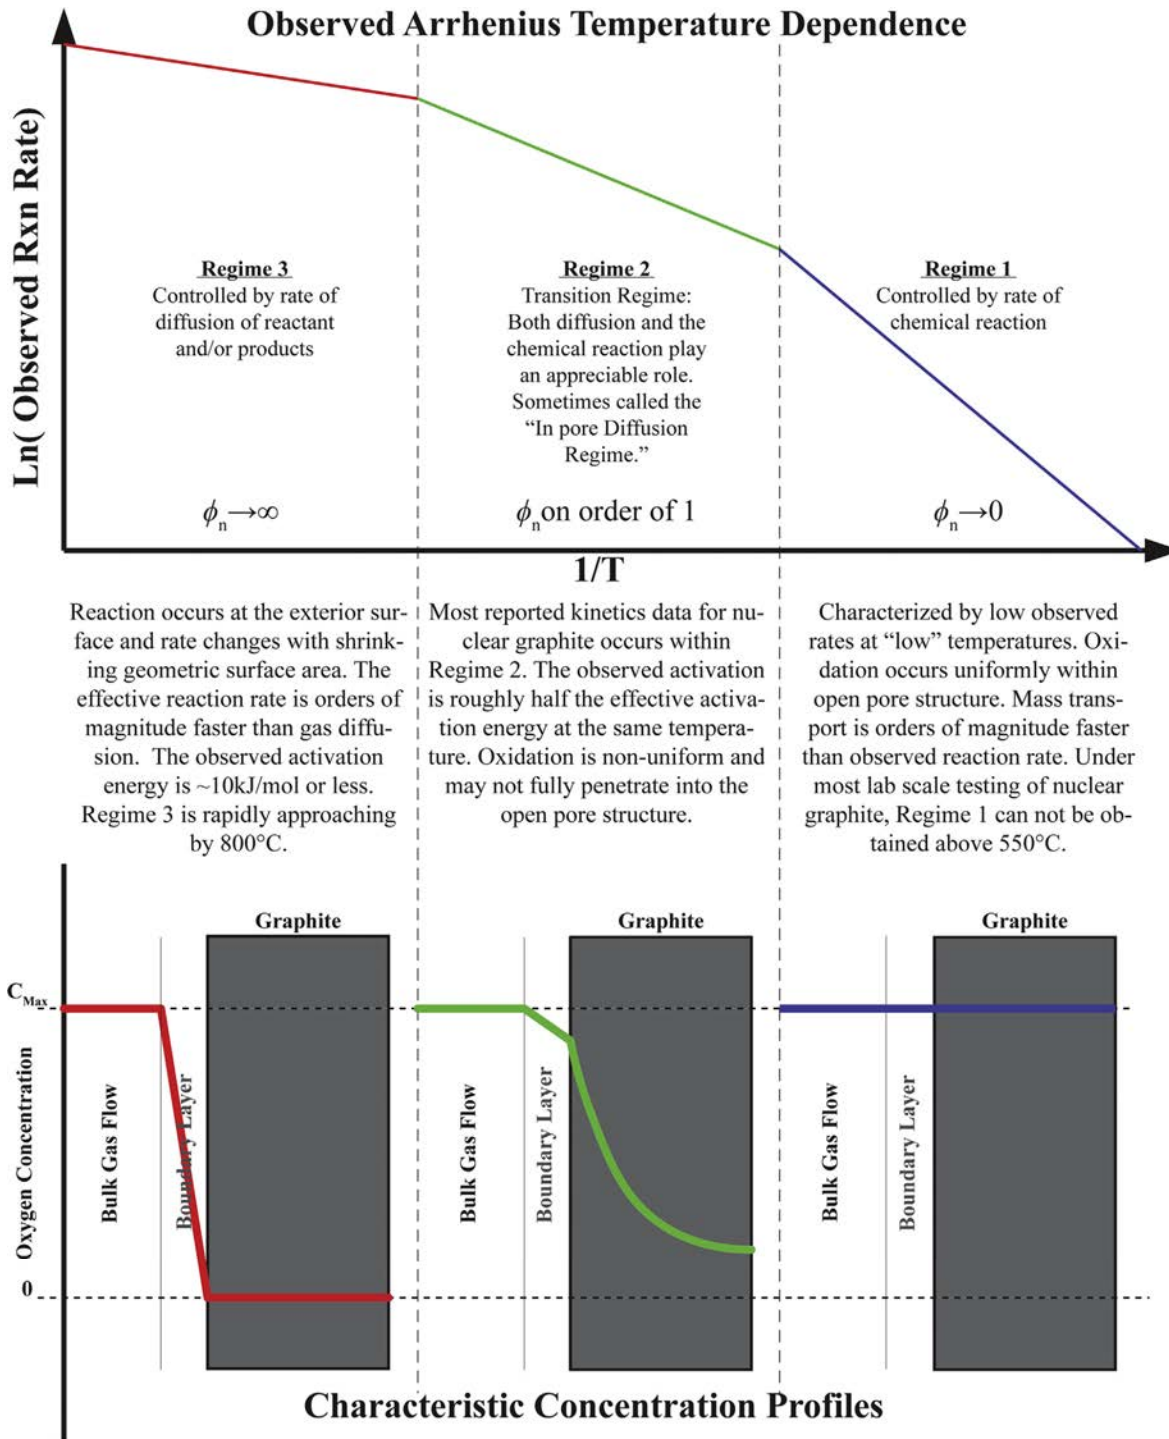 Observed Arrhenius Temperature Dependence
Ln( Observed Rxn Rate)
Regime 3
Controlled by rate of
diffusion of reactant
and/or products
ϕn→∞
Regime 2
Transition Regime:
Both diffusion and the
chemical reaction play
an appreciable role.
Sometimes called the
“In pore Diffusion
Regime.”
ϕn on order of 1
Regime 1
Controlled by rate of
chemical reaction
ϕn→0
1/T
Reaction occurs at the exterior sur-
face and rate changes with shrink-
ing geometric surface area. The
effective reaction rate is orders of
magnitude faster than gas diffu-
sion. The observed activation
energy is ~10kJ/mol or less.
Regime 3 is rapidly approaching
by 800°C.
Most reported kinetics data for nu-
clear graphite occurs within
Regime 2. The observed activation
is roughly half the effective activa-
tion energy at the same tempera-
ture. Oxidation is non-uniform and
may not fully penetrate into the
open pore structure.
Characterized by low observed
rates at “low” temperatures. Oxi-
dation occurs uniformly within
open pore structure. Mass trans-
port is orders of magnitude faster
than observed reaction rate. Under
most lab scale testing of nuclear
graphite, Regime 1 can not be ob-
tained above 550°C.
Oxygen Concentration
CMax
0
Graphite
Bulk Gas Flow
Boundary Layer
Graphite
Bulk Gas Flow
Boundary Layer
Graphite
Bulk Gas Flow
Boundary Layer
Characteristic Concentration Profiles